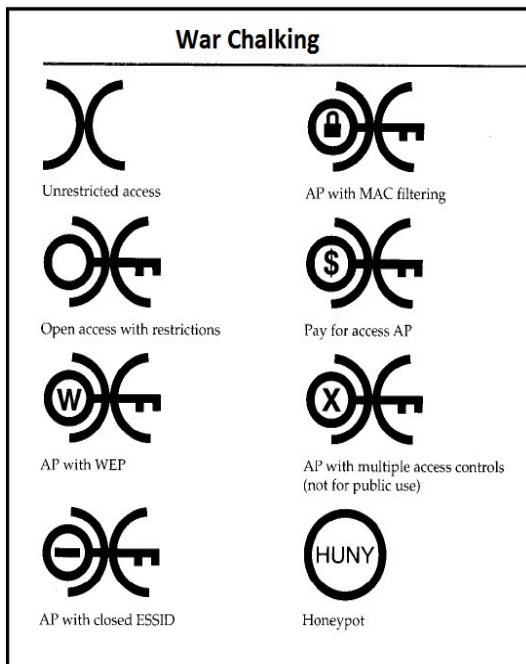 War Chalking
Unrestricted access
AP with MAC filtering
$
Open access with restrictions
Pay for access AP
W
X
AP with WEP
AP with multiple access controls
(not for public use)
HUNY
AP with closed ESSID
Honeypot